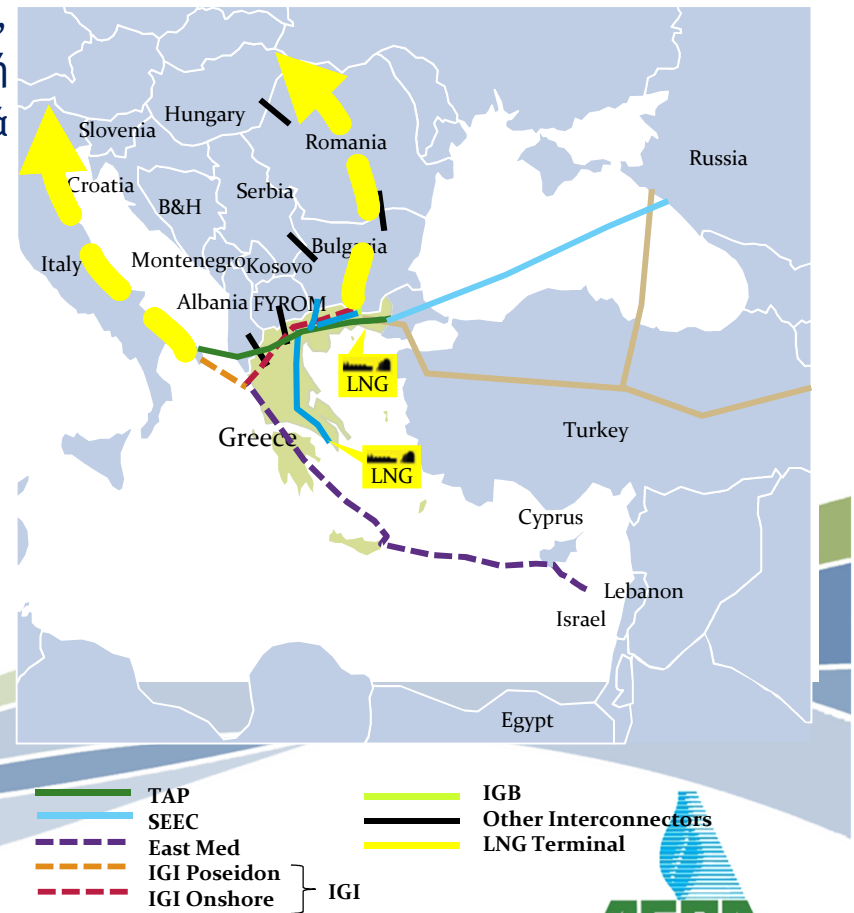 ,
ή
ά
Hungary
Slovenia
Romania
Russia
Croatia
Serbia
B&H
Bulgaria
Italy
Montenegro
Kosovo
Albania
FYROM
LNG
Greece
Turkey
LNG
Cyprus
Lebanon
Israel
Egypt
TAP
SEEC
East Med
IGI Poseidon
IGI Onshore
IGI
IGB
Other Interconnectors
LNG Terminal